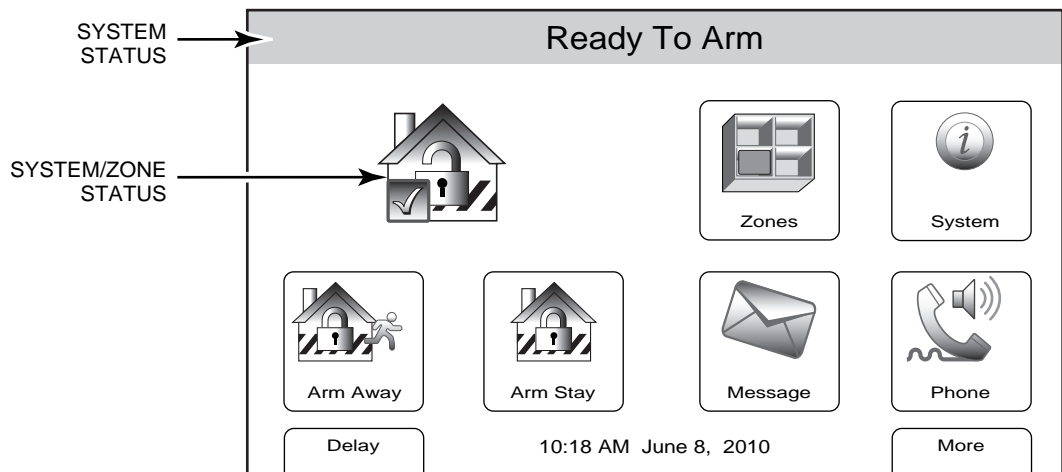 SYSTEM
STATUS
Ready To Arm
SYSTEM/ZONE
STATUS
Zones
System
Arm Away
Arm Stay
Message
Phone
Delay
10:18 AM June 8, 2010
More